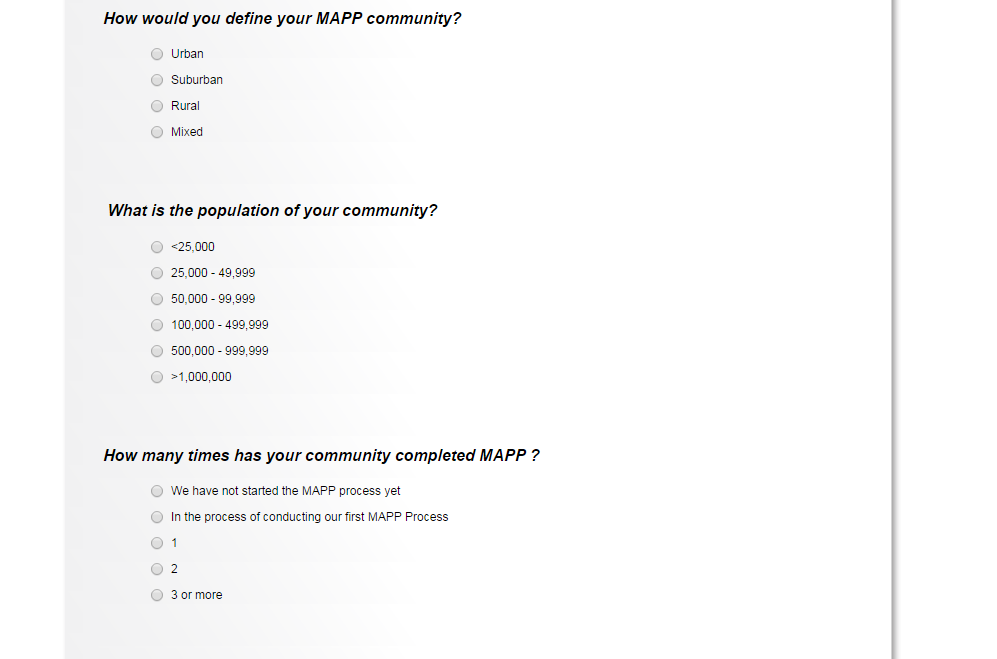 How would you define your MAPP community?
Urban
Suburban
Rural
Mixed
What is the population of your community?
<25,000
25,000 - 49,999
50,000 - 99,999
100,000 - 499,999
500,000 - 999,999
>1,000,000
How many times has your community completed MAPP ?
We have not started the MAPP process yet
In the process of conducting our first MAPP Process
1
2
3 or more